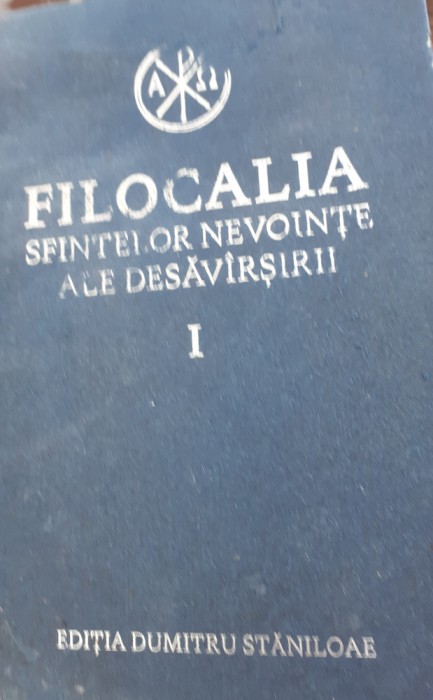 Α Ω
FILOCALIA
SFINTELOR NEVOINȚE
ALE DESĂVÎRȘIRII
I
EDIȚIA DUMITRU STĂNILOAE